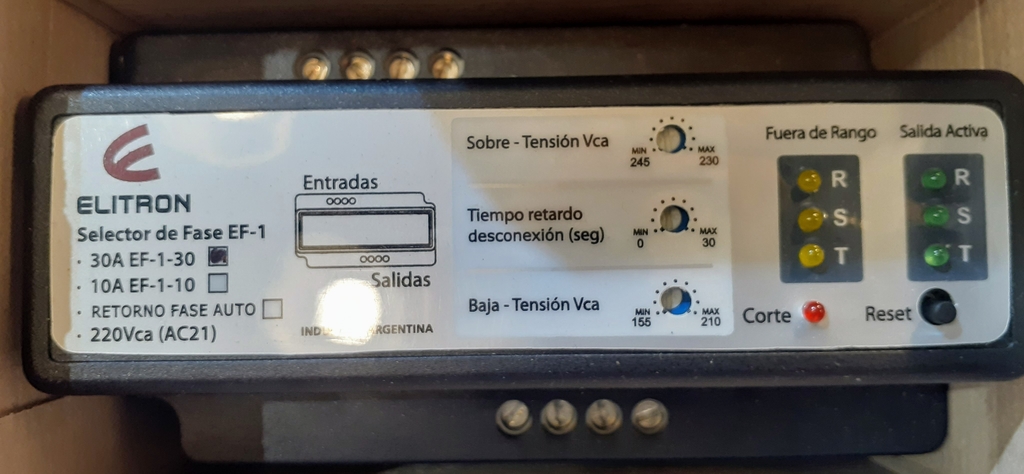 ELITRON
Selector de Fase EF-1
· 30A EF-1-30
· 10A EF-1-10
· RETORNO FASE AUTO
· 220Vca (AC21)
Entradas
Salidas
ARGENTINA
Sobre - Tensión Vca
MIN MAX
245 230
Tiempo retardo
desconexión (seg)
MIN MAX
0 30
Baja - Tensión Vca
MIN MAX
155 210
Fuera de Rango
R
S
T
Corte
Salida Activa
R
S
T
Reset